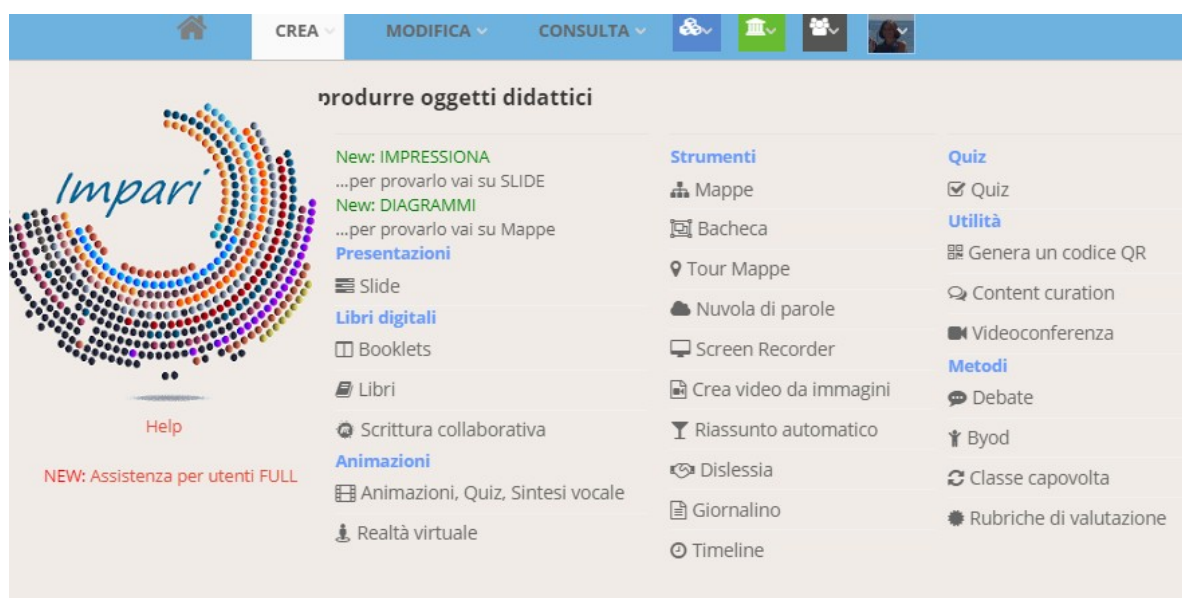 CREA
MODIFICA
CONSULTA
produrre oggetti didattici
Impari
Help
NEW: Assistenza per utenti FULL
New: IMPRESSIONA
...per provarlo vai su SLIDE
New: DIAGRAMMI
...per provarlo vai su Mappe
Presentazioni
Slide
Libri digitali
Booklets
Libri
Scrittura collaborativa
Animazioni
Animazioni, Quiz, Sintesi vocale
Realtà virtuale
Strumenti
Mappe
Bacheca
Tour Mappe
Nuvola di parole
Screen Recorder
Crea video da immagini
Riassunto automatico
Dislessia
Giornalino
Timeline
Quiz
Quiz
Utilità
Genera un codice QR
Content curation
Videoconferenza
Metodi
Debate
Byod
Classe capovolta
Rubriche di valutazione